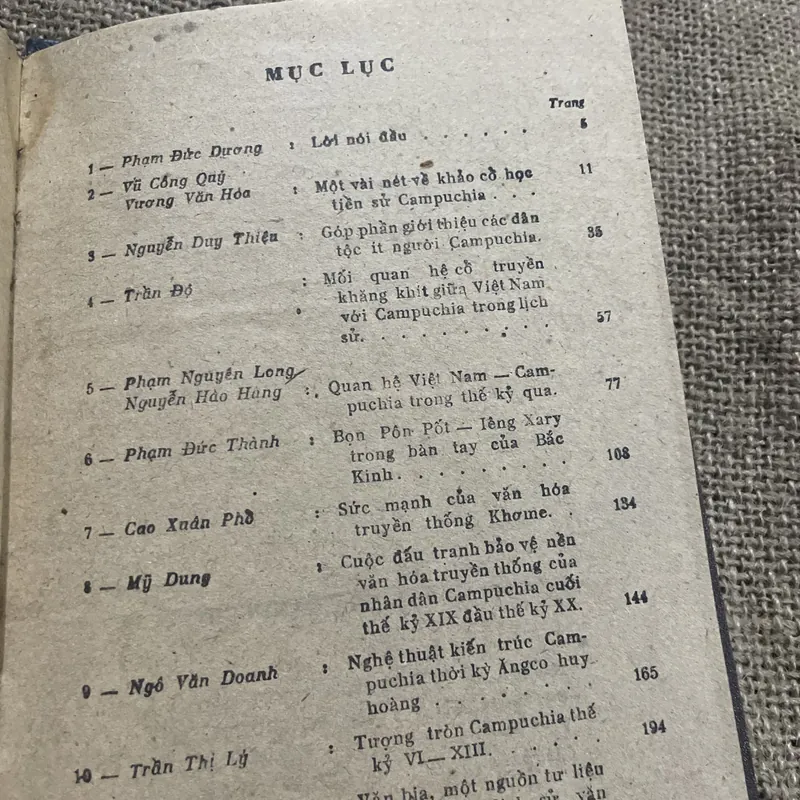 MỤC LỤC
Trang
1 — Phạm Đức Dương : Lời nói đầu . . . . . . 5
2 — Vũ Công Quý
Vương Văn Hóa : Một vài nét về khảo cổ học
tiền sử Campuchia . . . 11
3 — Nguyễn Duy Thiệu : Góp phần giới thiệu các dân
tộc ít người Campuchia. 35
4 — Trần Độ : Mối quan hệ cổ truyền
khăng khít giữa Việt Nam
với Campuchia trong lịch
sử. . . . . . . . . . 57
5 — Phạm Nguyên Long
Nguyễn Hào Hùng : Quan hệ Việt Nam — Cam-
puchia trong thế kỷ qua. 77
6 — Phạm Đức Thành : Bọn Pôn Pốt — Iêng Xary
trong bàn tay của Bắc
Kinh . . . . . . . . 108
7 — Cao Xuân Phổ : Sức mạnh của văn hóa
truyền thống Khơme. . 134
8 — Mỹ Dung : Cuộc đấu tranh bảo vệ nền
văn hóa truyền thống của
nhân dân Campuchia cuối
thế kỷ XIX đầu thế kỷ XX. 144
9 — Ngô Văn Doanh : Nghệ thuật kiến trúc Cam-
puchia thời kỳ Ăngco huy
hoàng . . . . . . . 165
10 — Trần Thị Lý : Tượng tròn Campuchia thế
kỷ VI—XIII. . . . . . 194
Văn bia, một nguồn tư liệu
sử văn